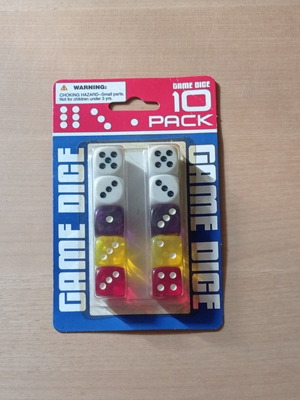 WARNING:
CHOKING HAZARD-Small parts.
Not for children under 3 yrs.
GAME DICE
10
PACK
GAME DICE
GAME DICE